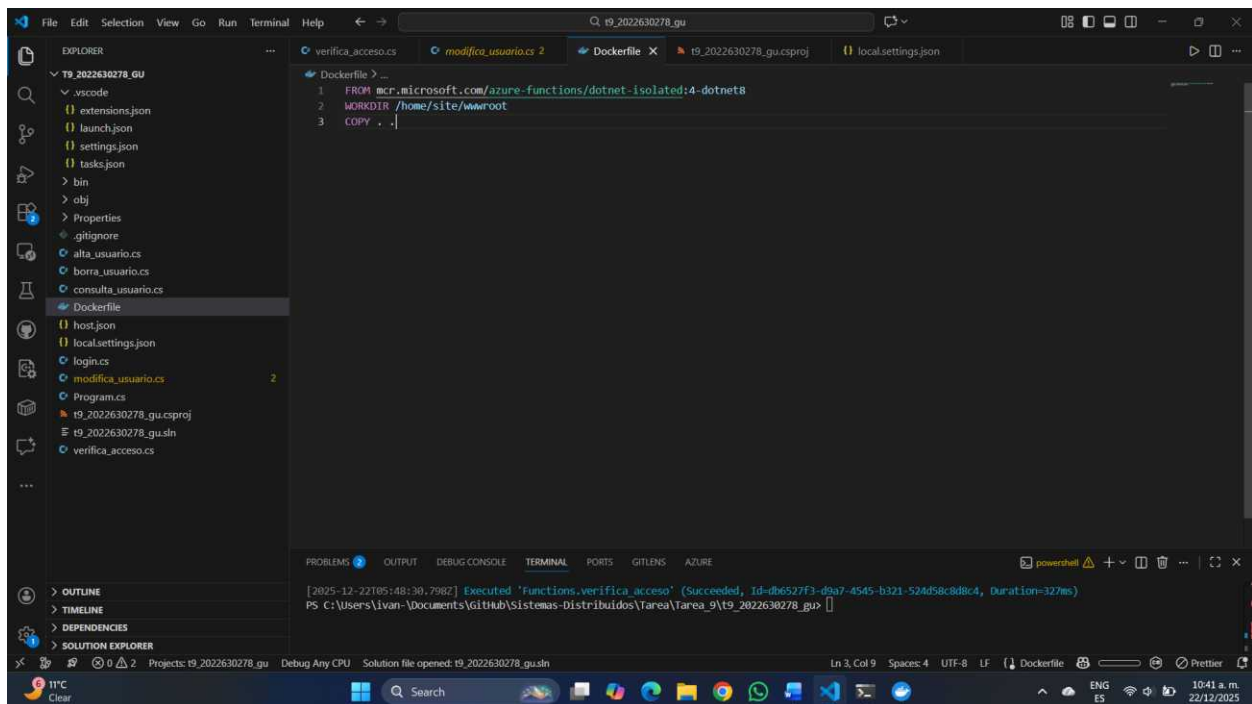 File Edit Selection View Go Run Terminal Help
t9_2022630278_gu
EXPLORER
T9_2022630278_GU
.vscode
extensions.json
launch.json
settings.json
tasks.json
bin
obj
Properties
.gitignore
alta_usuario.cs
borra_usuario.cs
consulta_usuario.cs
Dockerfile
host.json
local.settings.json
login.cs
modifica_usuario.cs 2
Program.cs
t9_2022630278_gu.csproj
t9_2022630278_gu.sln
verifica_acceso.cs
OUTLINE
TIMELINE
DEPENDENCIES
SOLUTION EXPLORER
verifica_acceso.cs modifica_usuario.cs 2 Dockerfile t9_2022630278_gu.csproj local.settings.json
Dockerfile > ...
1 FROM mcr.microsoft.com/azure-functions/dotnet-isolated:4-dotnet8
2 WORKDIR /home/site/wwwroot
3 COPY . .
PROBLEMS 2 OUTPUT DEBUG CONSOLE TERMINAL PORTS GITLENS AZURE
powershell
[2025-12-22T05:48:30.798Z] Executed 'Functions.verifica_acceso' (Succeeded, Id=db6527f3-d9a7-4545-b321-524d58c8d8c4, Duration=327ms)
PS C:\Users\ivan-\Documents\GitHub\Sistemas-Distribuidos\Tarea\Tarea_9\t9_2022630278_gu>
0 2 Projects: t9_2022630278_gu Debug Any CPU Solution file opened: t9_2022630278_gu.sln Ln 3, Col 9 Spaces: 4 UTF-8 LF Dockerfile Prettier
11°C
Clear
Search
ENG
ES
10:41 a. m.
22/12/2025